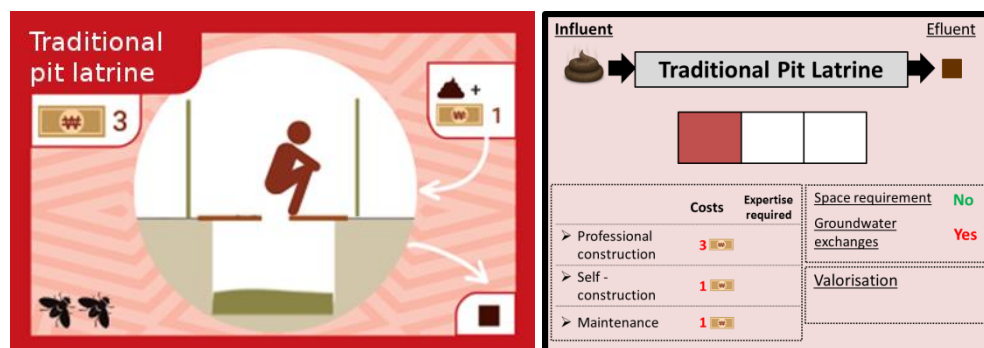 Traditional
pit latrine
₩ 3
+
₩ 1
Influent
Efluent
Traditional Pit Latrine
Costs
Expertise
required
➢ Professional
construction
3 ₩
➢ Self -
construction
1 ₩
➢ Maintenance
1 ₩
Space requirement
No
Groundwater
exchanges
Yes
Valorisation